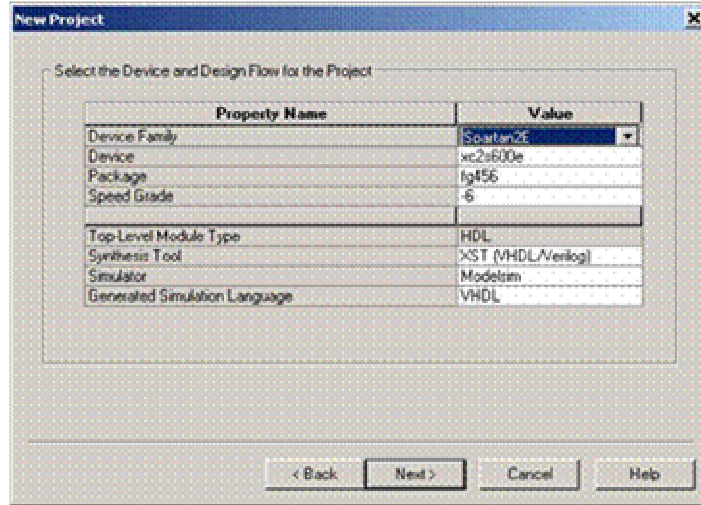 New Project
Select the Device and Design Flow for the Project
Property Name Value
Device Family Spartan2E
Device xc2s600e
Package fg456
Speed Grade -6
Top-Level Module Type HDL
Synthesis Tool XST (VHDL/Verilog)
Simulator Modelsim
Generated Simulation Language VHDL
< Back Next > Cancel Help